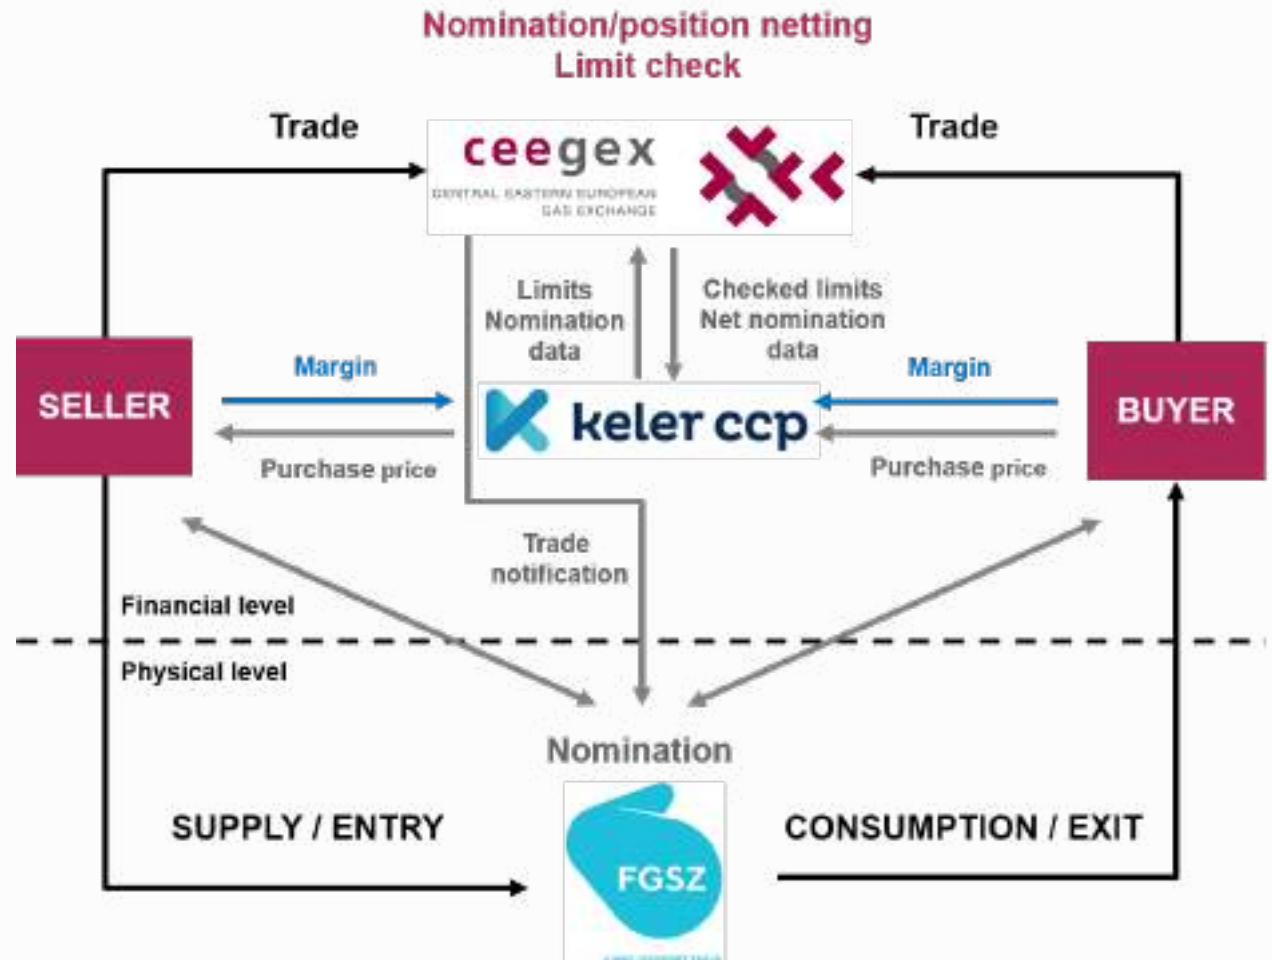 Nomination/position netting
Limit check
Trade
Trade
ceegex
CENTRAL EASTERN EUROPEAN
GAS EXCHANGE
Limits
Nomination
data
Checked limits
Net nomination
data
SELLER
Margin
keler ccp
Margin
BUYER
Purchase price
Purchase price
Trade
notification
Financial level
Physical level
Nomination
SUPPLY / ENTRY
CONSUMPTION / EXIT
FGSZ